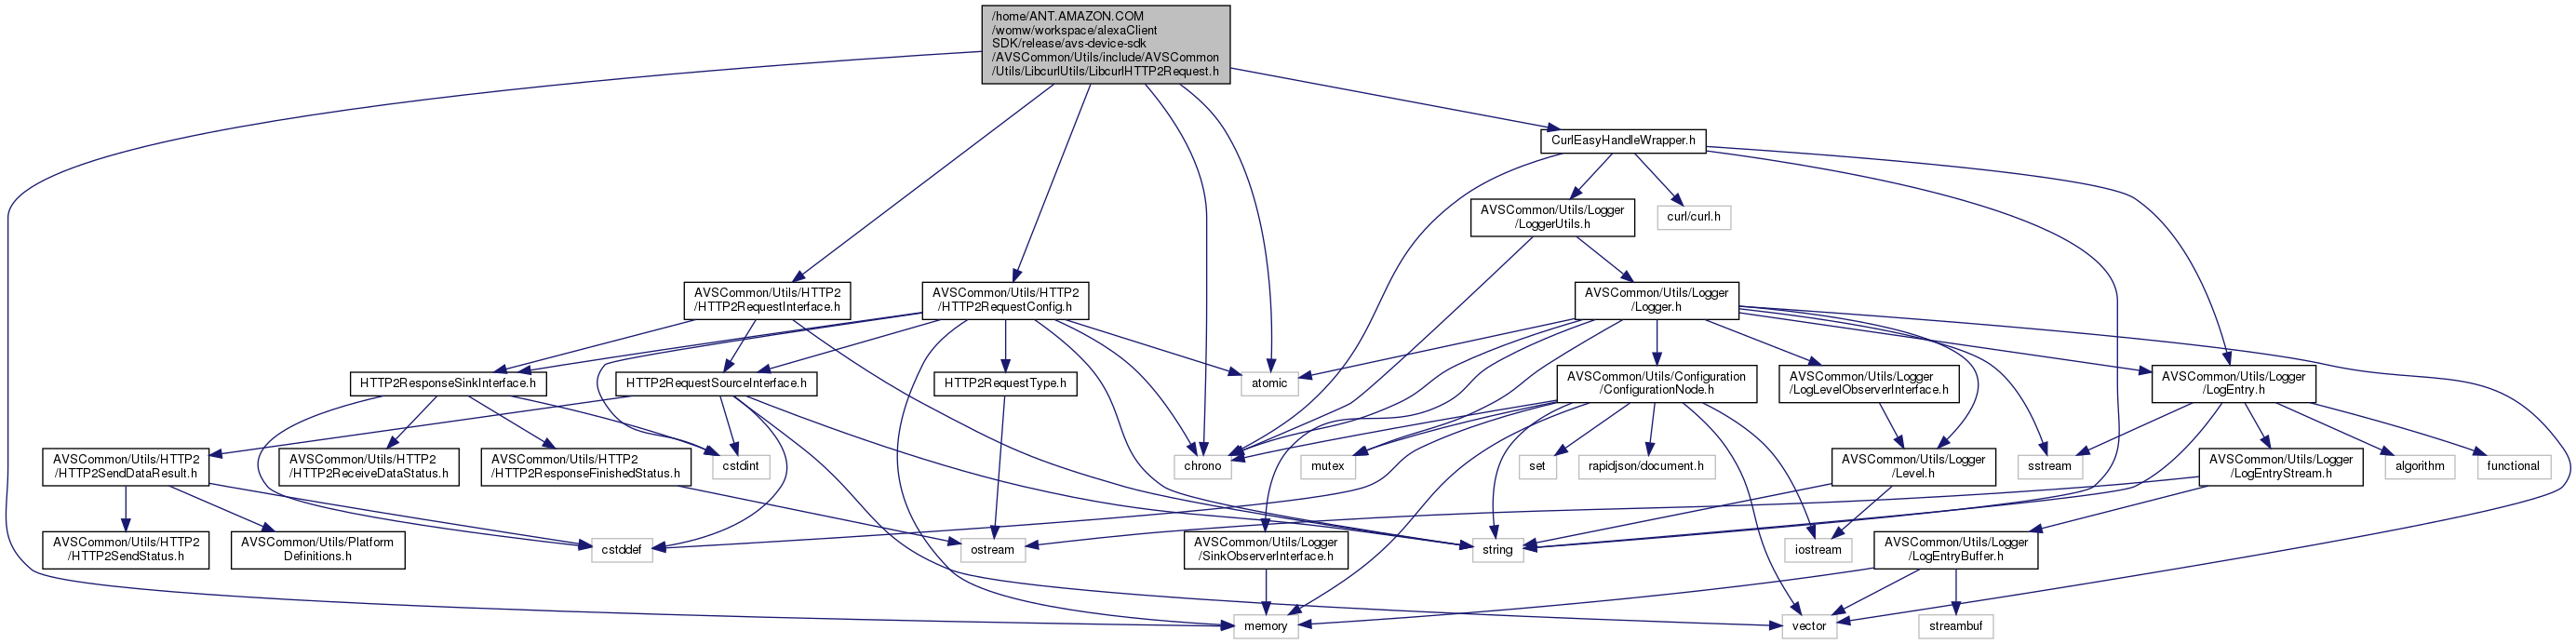 /home/ANT.AMAZON.COM
/womw/workspace/alexaClient
SDK/release/avs-device-sdk
/AVSCommon/Utils/include/AVSCommon
/Utils/LibcurlUtils/LibcurlHTTP2Request.h
CurlEasyHandleWrapper.h
AVSCommon/Utils/Logger
/LoggerUtils.h
curl/curl.h
AVSCommon/Utils/HTTP2
/HTTP2RequestInterface.h
AVSCommon/Utils/HTTP2
/HTTP2RequestConfig.h
AVSCommon/Utils/Logger
/Logger.h
HTTP2ResponseSinkInterface.h
HTTP2RequestSourceInterface.h
HTTP2RequestType.h
atomic
AVSCommon/Utils/Configuration
/ConfigurationNode.h
AVSCommon/Utils/Logger
/LogLevelObserverInterface.h
AVSCommon/Utils/Logger
/LogEntry.h
AVSCommon/Utils/HTTP2
/HTTP2SendDataResult.h
AVSCommon/Utils/HTTP2
/HTTP2ReceiveDataStatus.h
AVSCommon/Utils/HTTP2
/HTTP2ResponseFinishedStatus.h
cstdint
chrono
mutex
set
rapidjson/document.h
AVSCommon/Utils/Logger
/Level.h
sstream
AVSCommon/Utils/Logger
/LogEntryStream.h
algorithm
functional
AVSCommon/Utils/HTTP2
/HTTP2SendStatus.h
AVSCommon/Utils/Platform
Definitions.h
cstddef
ostream
AVSCommon/Utils/Logger
/SinkObserverInterface.h
string
iostream
AVSCommon/Utils/Logger
/LogEntryBuffer.h
memory
vector
streambuf